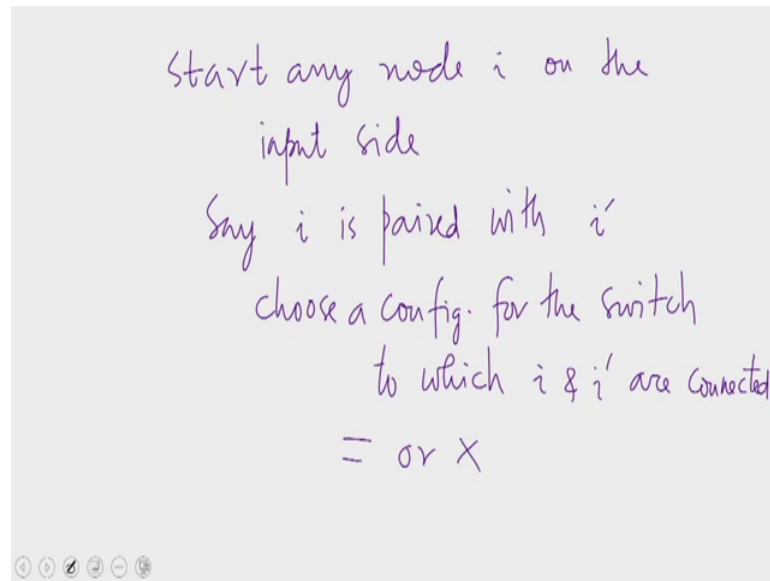 start any node i on the
input side
Say i is paired with i'
choose a config. for the switch
to which i & i' are connected
= or X